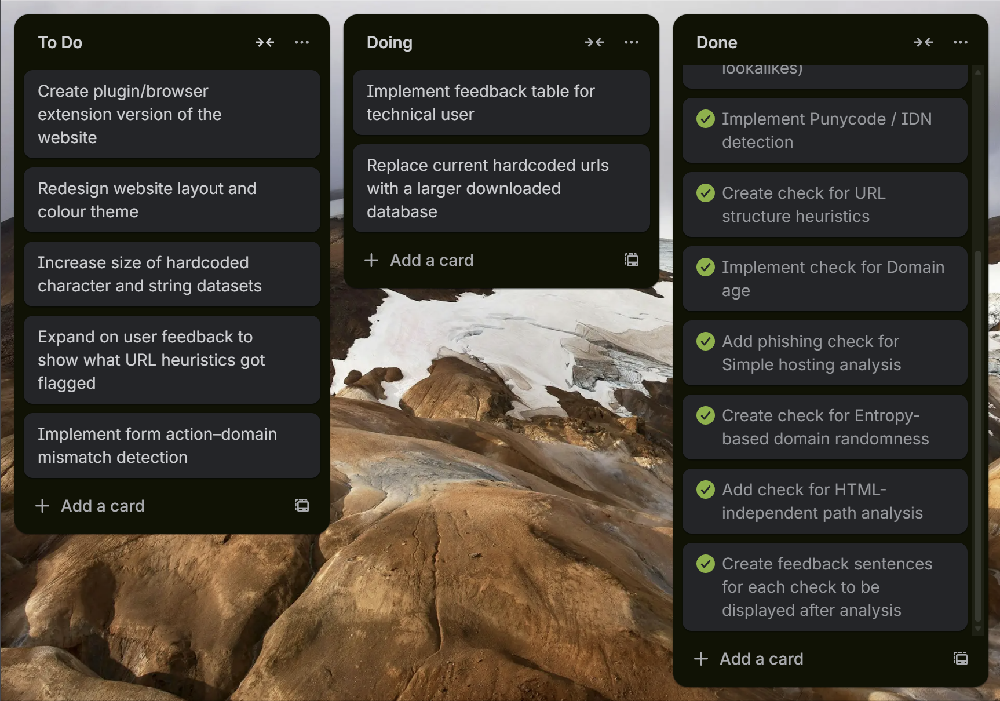 To Do
Create plugin/browser
extension version of the
website
Redesign website layout and
colour theme
Increase size of hardcoded
character and string datasets
Expand on user feedback to
show what URL heuristics got
flagged
Implement form action–domain
mismatch detection
Add a card
Doing
Implement feedback table for
technical user
Replace current hardcoded urls
with a larger downloaded
database
Add a card
Done
lookalikes)
Implement Punycode / IDN
detection
Create check for URL
structure heuristics
Implement check for Domain
age
Add phishing check for
Simple hosting analysis
Create check for Entropy-
based domain randomness
Add check for HTML-
independent path analysis
Create feedback sentences
for each check to be
displayed after analysis
Add a card